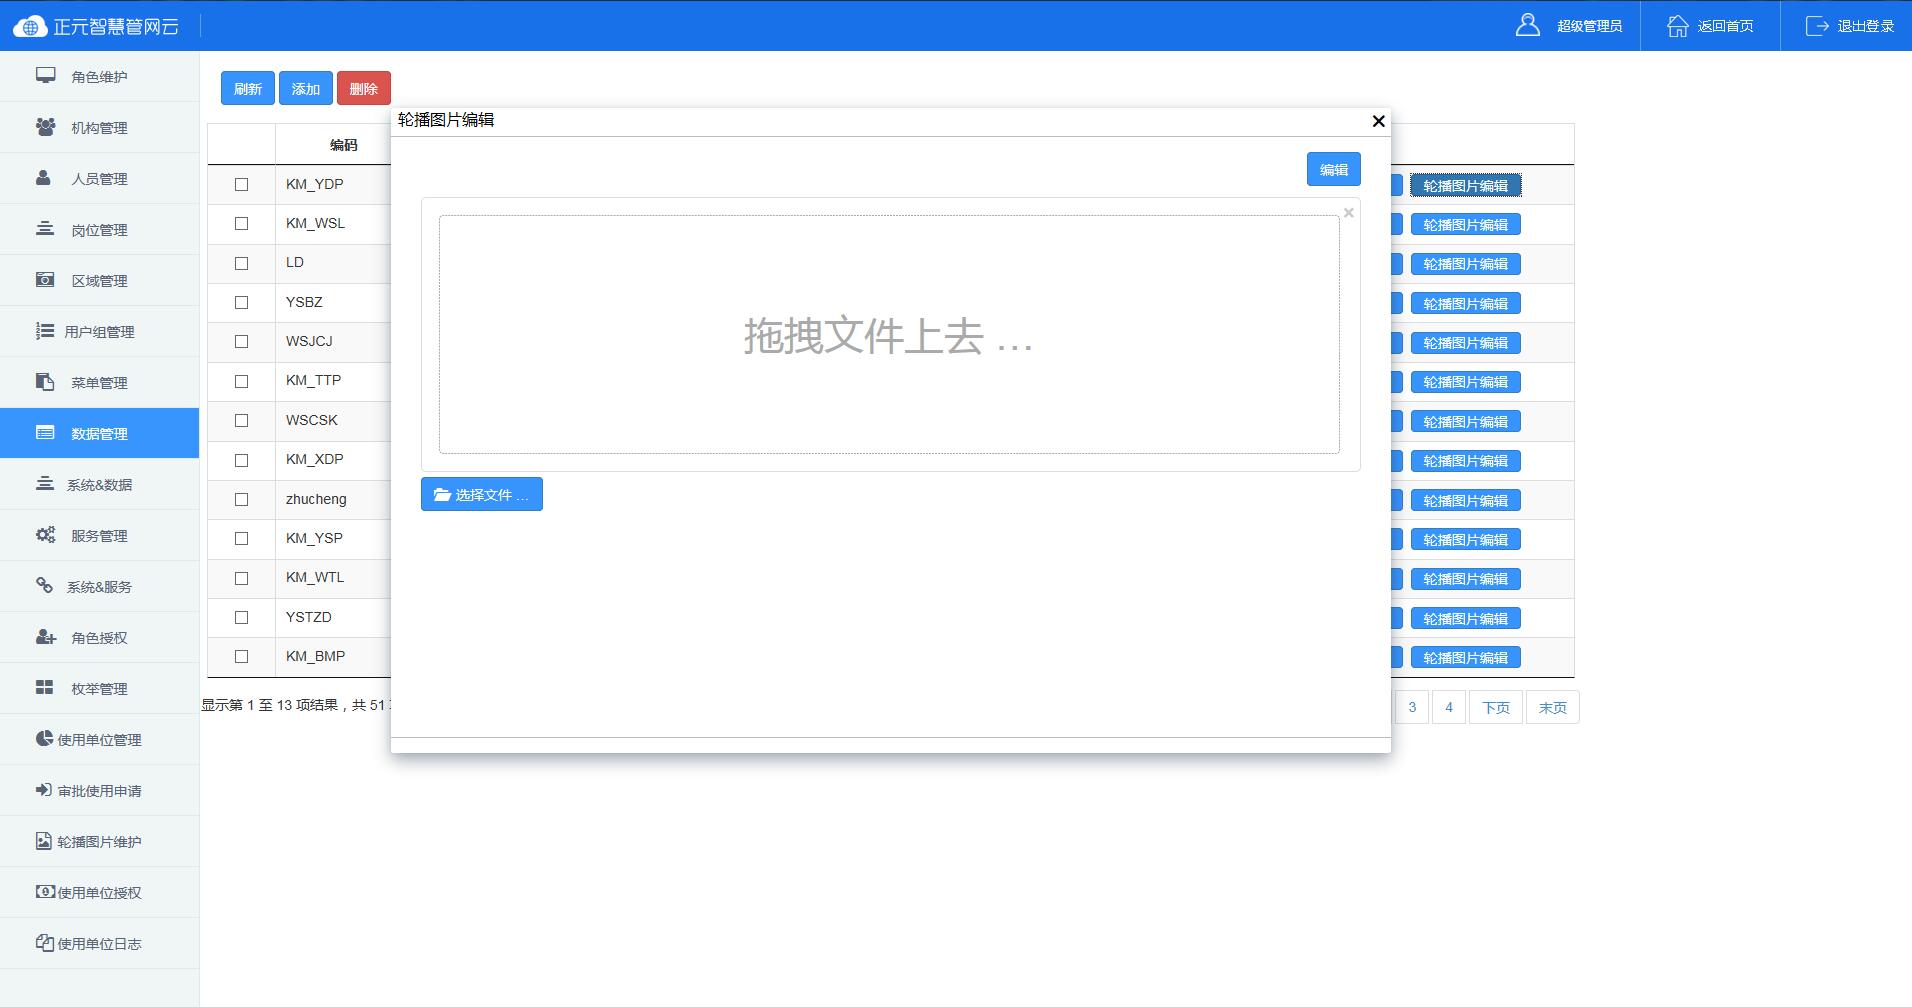 正元智慧管网云
超级管理员
返回首页
退出登录
角色维护
机构管理
人员管理
岗位管理
区域管理
用户组管理
菜单管理
数据管理
系统&数据
服务管理
系统&服务
角色授权
枚举管理
使用单位管理
审批使用申请
轮播图片维护
使用单位授权
使用单位日志
刷新 添加 删除
编码
KM_YDP 轮播图片编辑
KM_WSL 轮播图片编辑
LD 轮播图片编辑
YSBZ 轮播图片编辑
WSJCJ 轮播图片编辑
KM_TTP 轮播图片编辑
WSCSK 轮播图片编辑
KM_XDP 轮播图片编辑
zhucheng 轮播图片编辑
KM_YSP 轮播图片编辑
KM_WTL 轮播图片编辑
YSTZD 轮播图片编辑
KM_BMP 轮播图片编辑
显示第 1 至 13 项结果，共 51
3 4 下页 末页
轮播图片编辑 ×
编辑
×
拖拽文件上去 …
选择文件 …